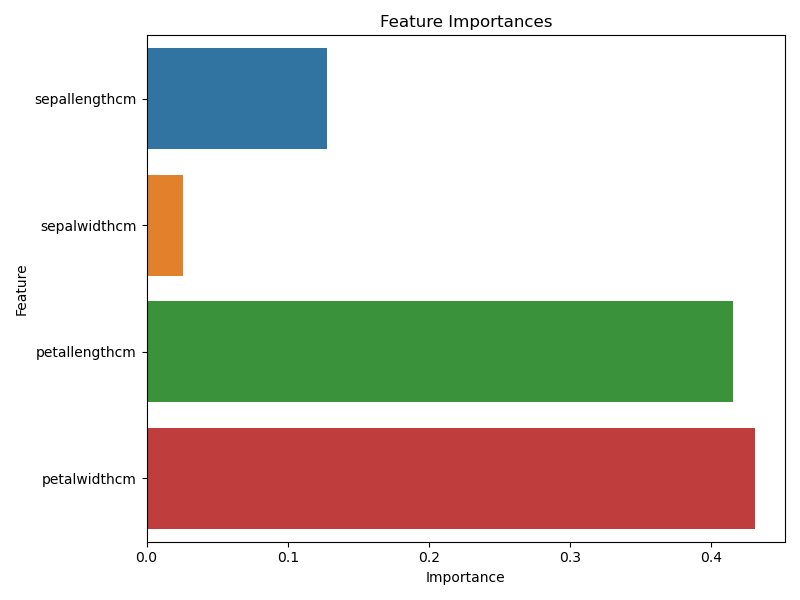 Feature Importances
sepallengthcm
sepalwidthcm
petallengthcm
petalwidthcm
Feature
0.0 0.1 0.2 0.3 0.4
Importance